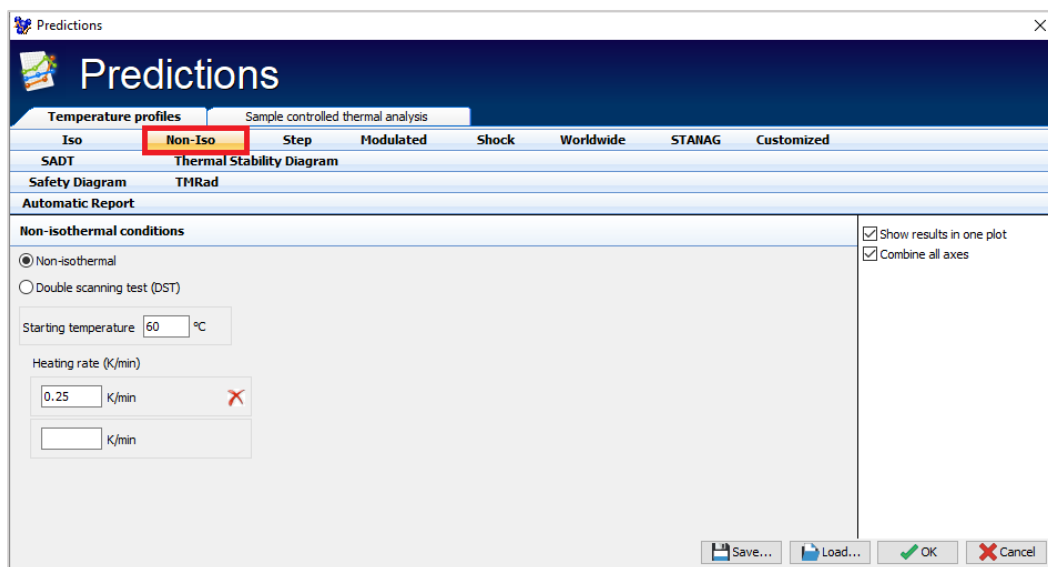 Predictions
Predictions
Temperature profiles Sample controlled thermal analysis
Iso Non-Iso Step Modulated Shock Worldwide STANAG Customized
SADT Thermal Stability Diagram
Safety Diagram TMRad
Automatic Report
Non-isothermal conditions
Show results in one plot
Combine all axes
Non-isothermal
Double scanning test (DST)
Starting temperature 60 ºC
Heating rate (K/min)
0.25 K/min
K/min
Save... Load... OK Cancel